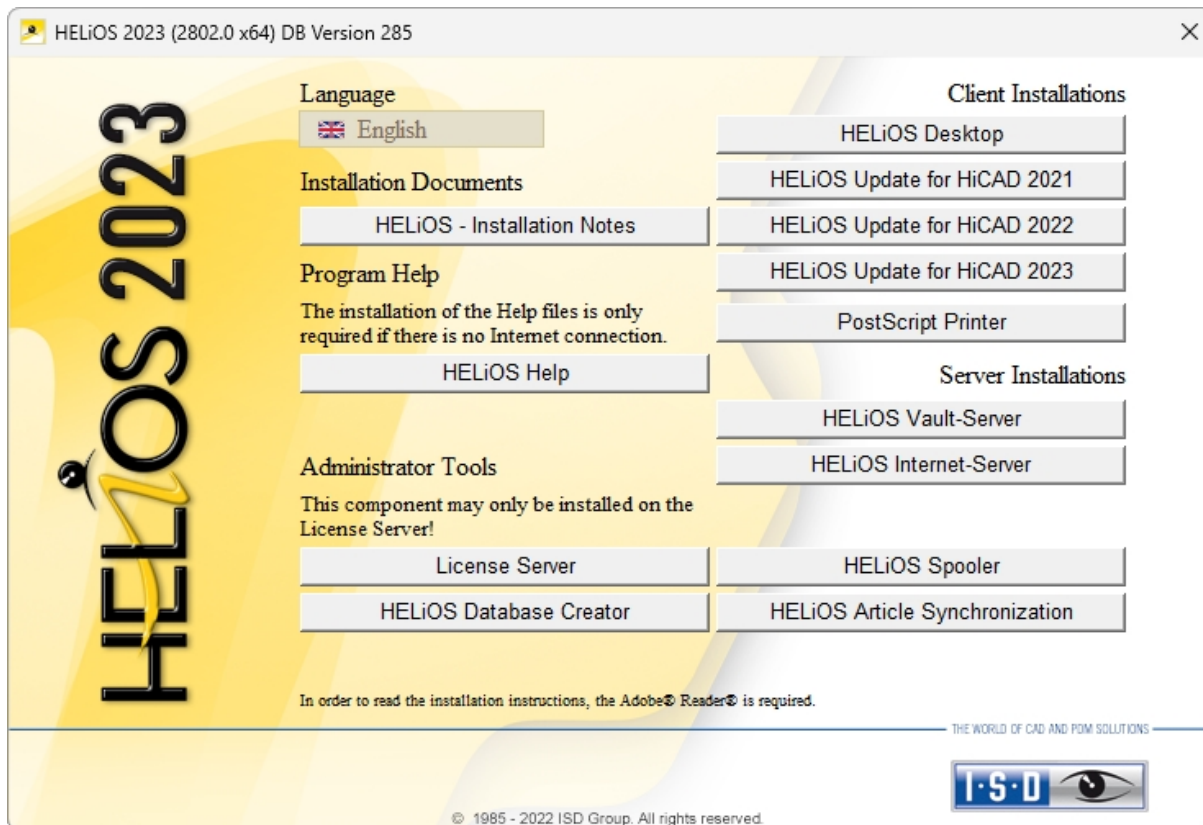 HELiOS 2023 (2802.0 x64) DB Version 285
HELiOS 2023
Language
English
Installation Documents
HELiOS - Installation Notes
Program Help
The installation of the Help files is only
required if there is no Internet connection.
HELiOS Help
Administrator Tools
This component may only be installed on the
License Server!
License Server
HELiOS Database Creator
Client Installations
HELiOS Desktop
HELiOS Update for HiCAD 2021
HELiOS Update for HiCAD 2022
HELiOS Update for HiCAD 2023
PostScript Printer
Server Installations
HELiOS Vault-Server
HELiOS Internet-Server
HELiOS Spooler
HELiOS Article Synchronization
In order to read the installation instructions, the Adobe® Reader® is required.
THE WORLD OF CAD AND PDM SOLUTIONS
I·S·D
© 1985 - 2022 ISD Group. All rights reserved.